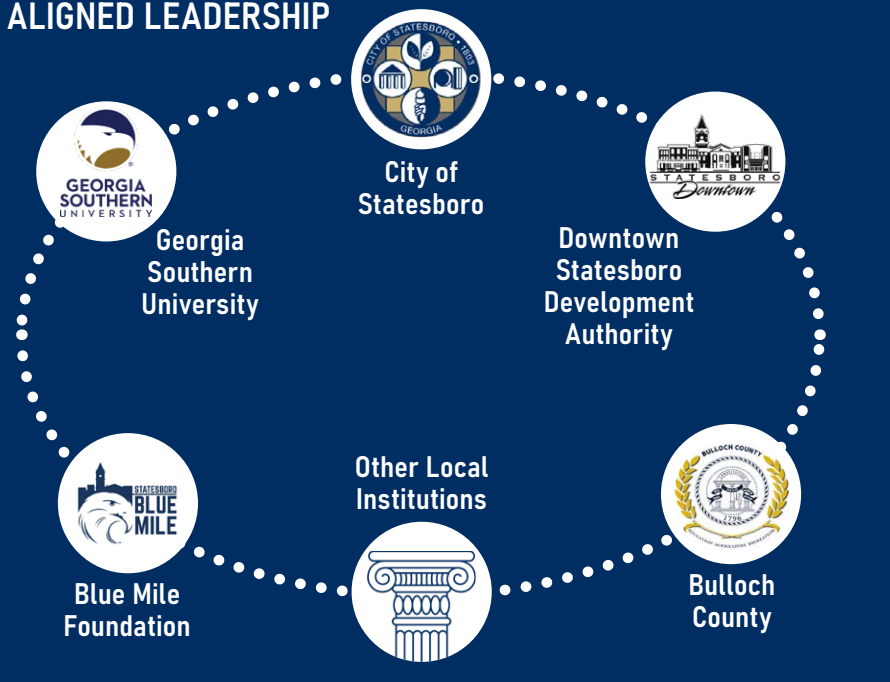 ALIGNED LEADERSHIP
CITY OF STATESBORO • 1803
GEORGIA
City of
Statesboro
GEORGIA
SOUTHERN
UNIVERSITY
Georgia
Southern
University
STATESBORO
Downtown
Downtown
Statesboro
Development
Authority
STATESBORO
BLUE
MILE
Blue Mile
Foundation
Other Local
Institutions
BULLOCH COUNTY
1796
Bulloch
County